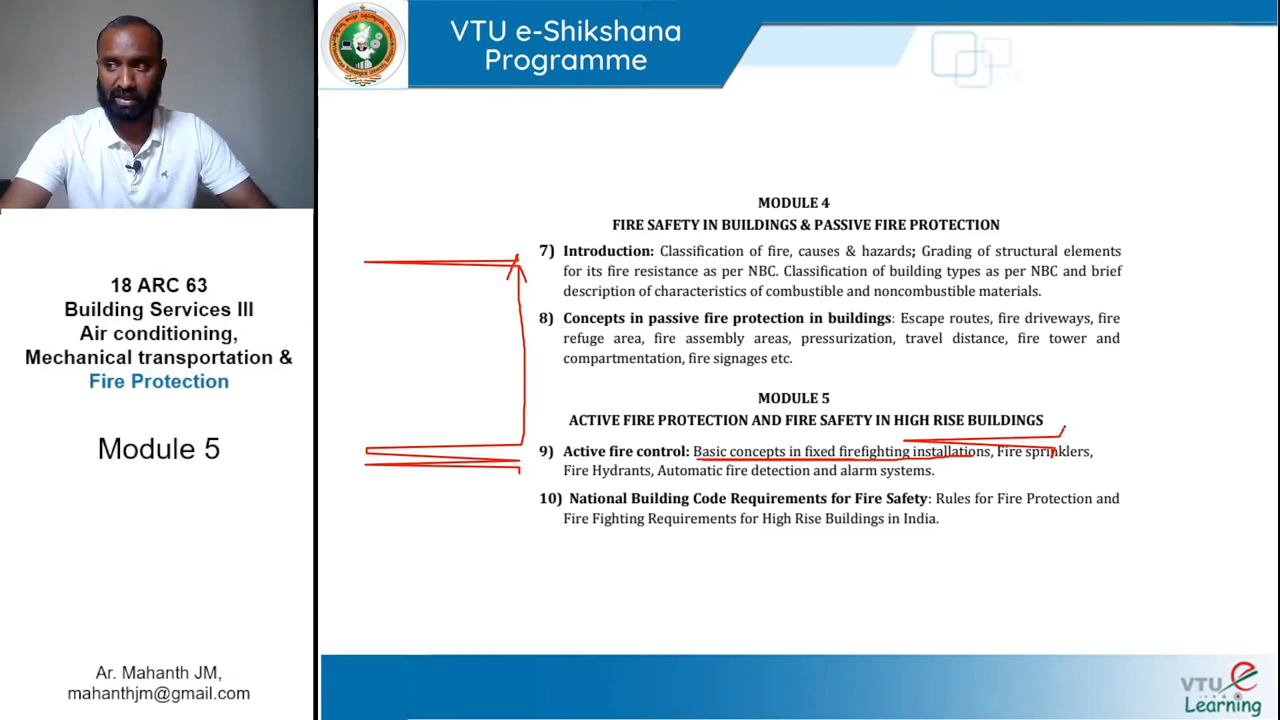 VTU e-Shikshana
Programme
18 ARC 63
Building Services III
Air conditioning,
Mechanical transportation &
Fire Protection
Module 5
Ar. Mahanth JM,
mahanthjm@gmail.com
MODULE 4
FIRE SAFETY IN BUILDINGS & PASSIVE FIRE PROTECTION
7) Introduction: Classification of fire, causes & hazards; Grading of structural elements
for its fire resistance as per NBC. Classification of building types as per NBC and brief
description of characteristics of combustible and noncombustible materials.
8) Concepts in passive fire protection in buildings: Escape routes, fire driveways, fire
refuge area, fire assembly areas, pressurization, travel distance, fire tower and
compartmentation, fire signages etc.
MODULE 5
ACTIVE FIRE PROTECTION AND FIRE SAFETY IN HIGH RISE BUILDINGS
9) Active fire control: Basic concepts in fixed firefighting installations, Fire sprinklers,
Fire Hydrants, Automatic fire detection and alarm systems.
10) National Building Code Requirements for Fire Safety: Rules for Fire Protection and
Fire Fighting Requirements for High Rise Buildings in India.
VTU e
Learning